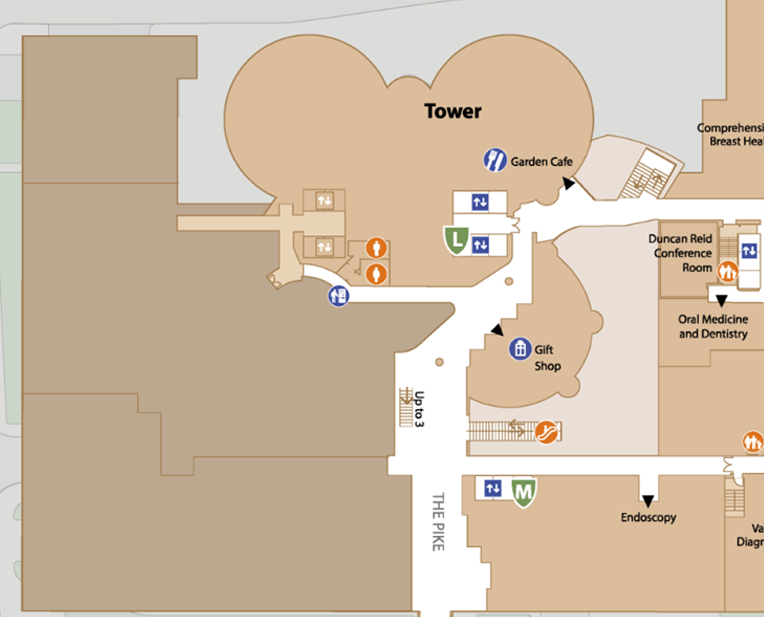 Tower
Comprehensi
Breast Heal
Garden Cafe
L
Duncan Reid
Conference
Room
Oral Medicine
and Dentistry
Gift
Shop
Up to 3
M
THE PIKE
Endoscopy
Va
Diagn